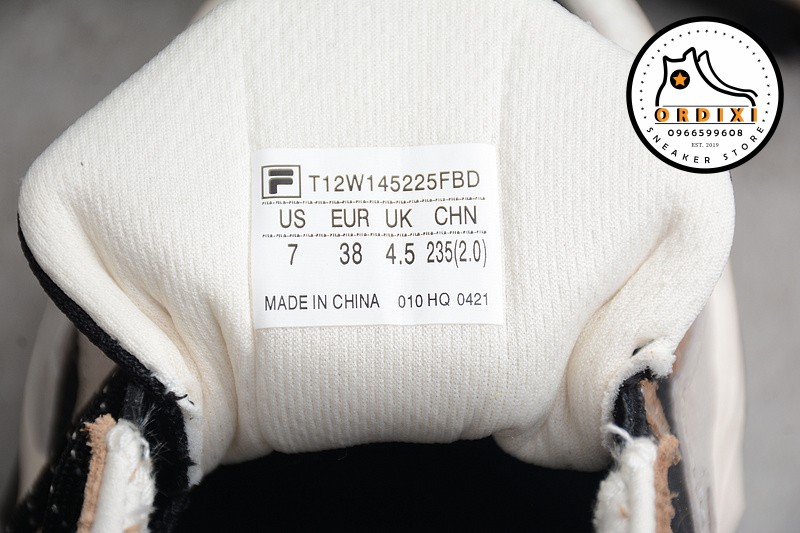 ORDIXI
0966599608
EST. 2019
SNEAKER STORE
F T12W145225FBD
US EUR UK CHN
7 38 4.5 235(2.0)
MADE IN CHINA 010 HQ 0421